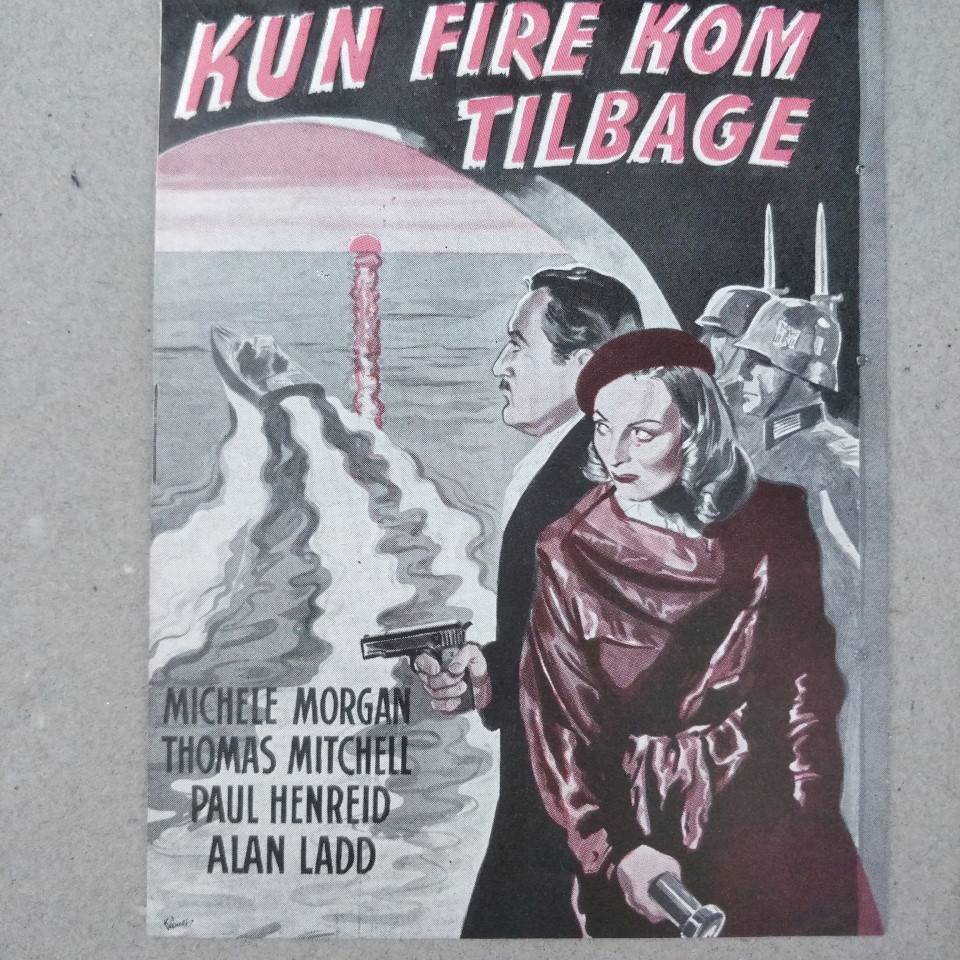 KUN FIRE KOM
TILBAGE
MICHELE MORGAN
THOMAS MITCHELL
PAUL HENREID
ALAN LADD